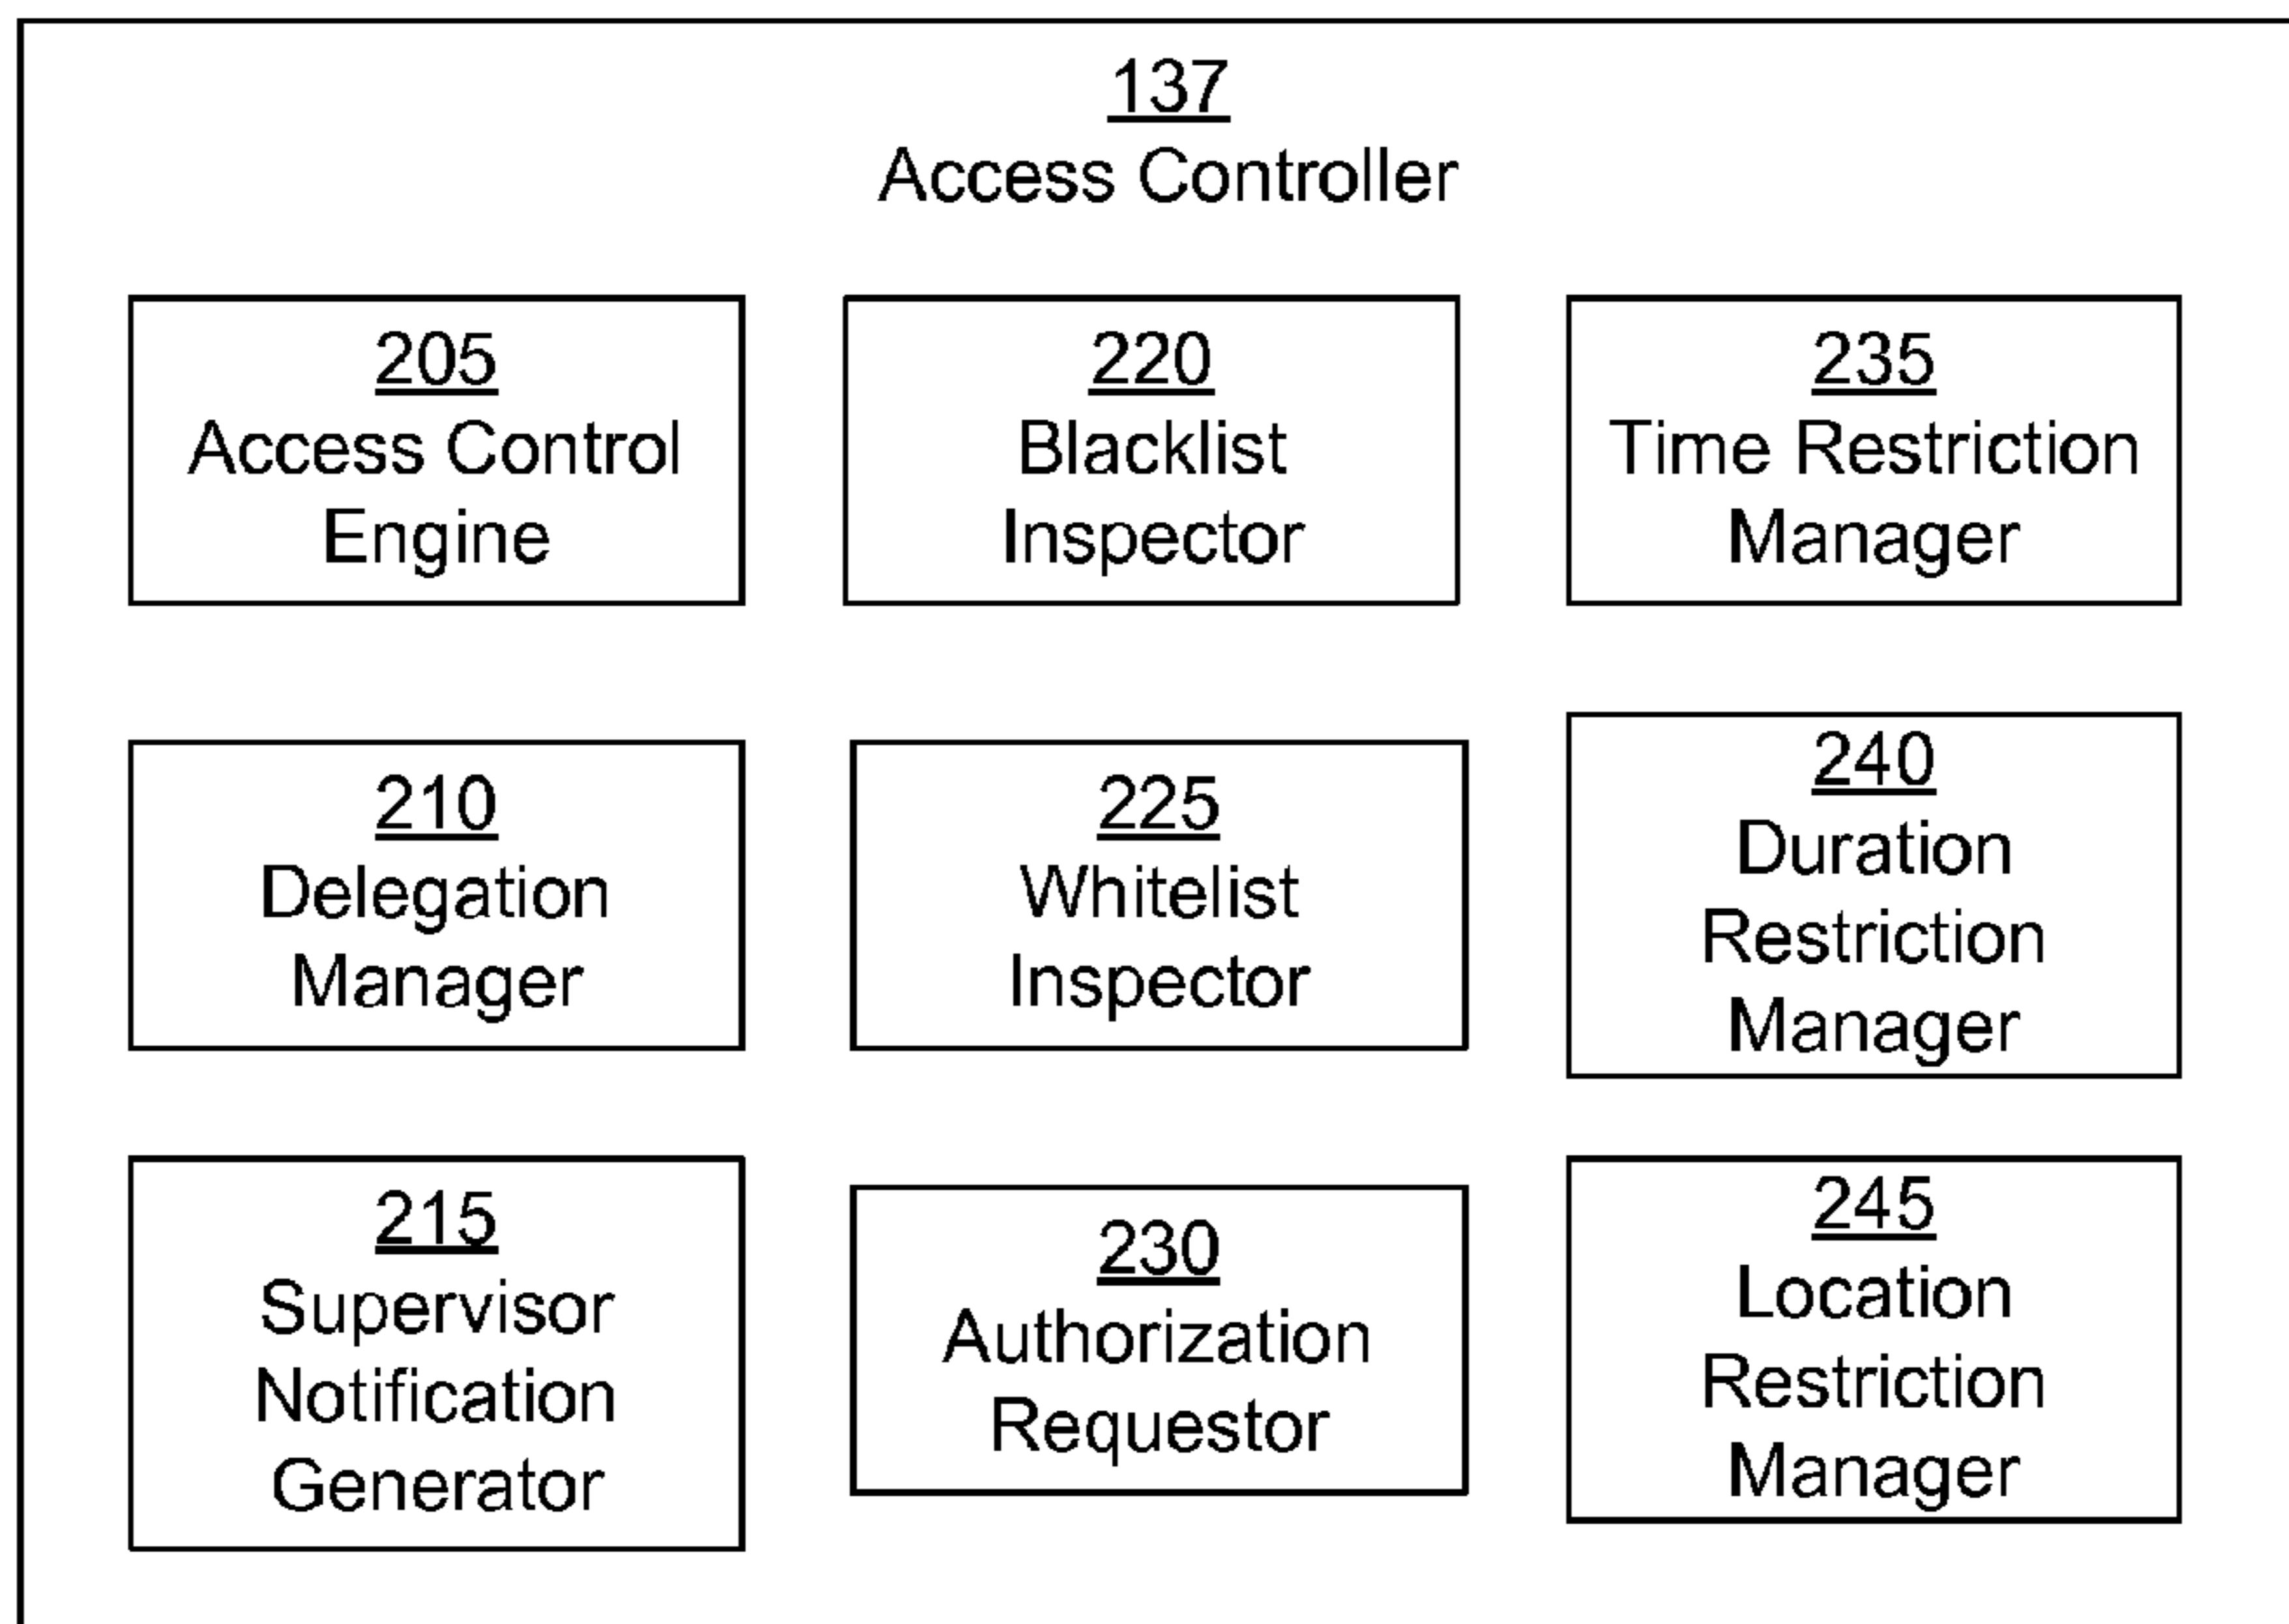 137
Access Controller
205
Access Control
Engine
220
Blacklist
Inspector
235
Time Restriction
Manager
210
Delegation
Manager
225
Whitelist
Inspector
240
Duration
Restriction
Manager
215
Supervisor
Notification
Generator
230
Authorization
Requestor
245
Location
Restriction
Manager